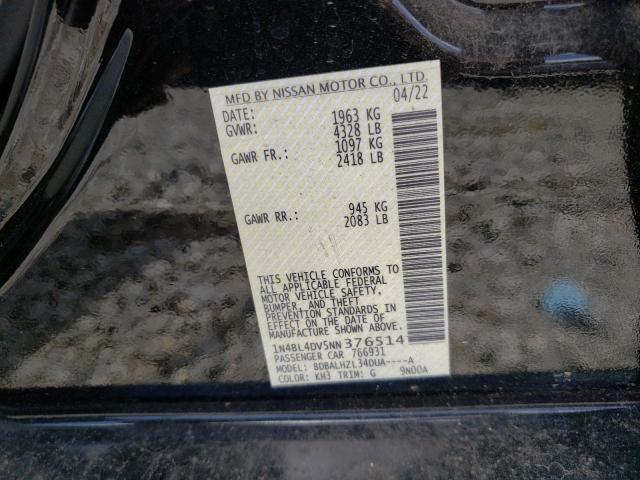 MFD BY NISSAN MOTOR CO., LTD.
DATE: 04/22
GVWR: 1963 KG
4328 LB
GAWR FR.: 1097 KG
2418 LB
GAWR RR.: 945 KG
2083 LB
THIS VEHICLE CONFORMS TO
ALL APPLICABLE FEDERAL
MOTOR VEHICLE SAFETY,
BUMPER, AND THEFT
PREVENTION STANDARDS IN
EFFECT ON THE DATE OF
MANUFACTURE SHOWN ABOVE.
1N4BL4DV5NN376514
PASSENGER CAR 766931
MODEL: BDBALHZL34DUA----A
COLOR: KH3 TRIM: G 9N00A